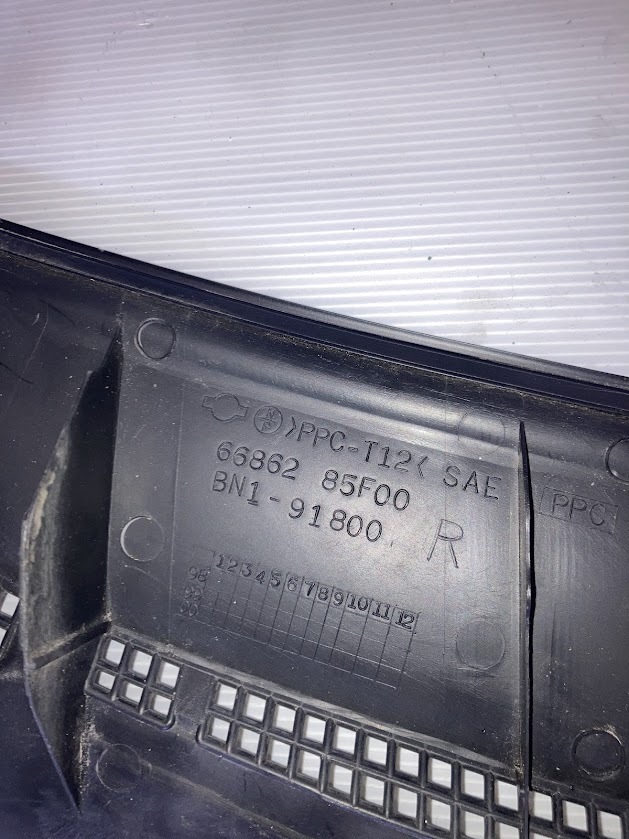 >PPC-T12< SAE
66862 85F00
BN1-91800 R
PPC
1 2 3 4 5 6 7 8 9 10 11 12
98
99
00